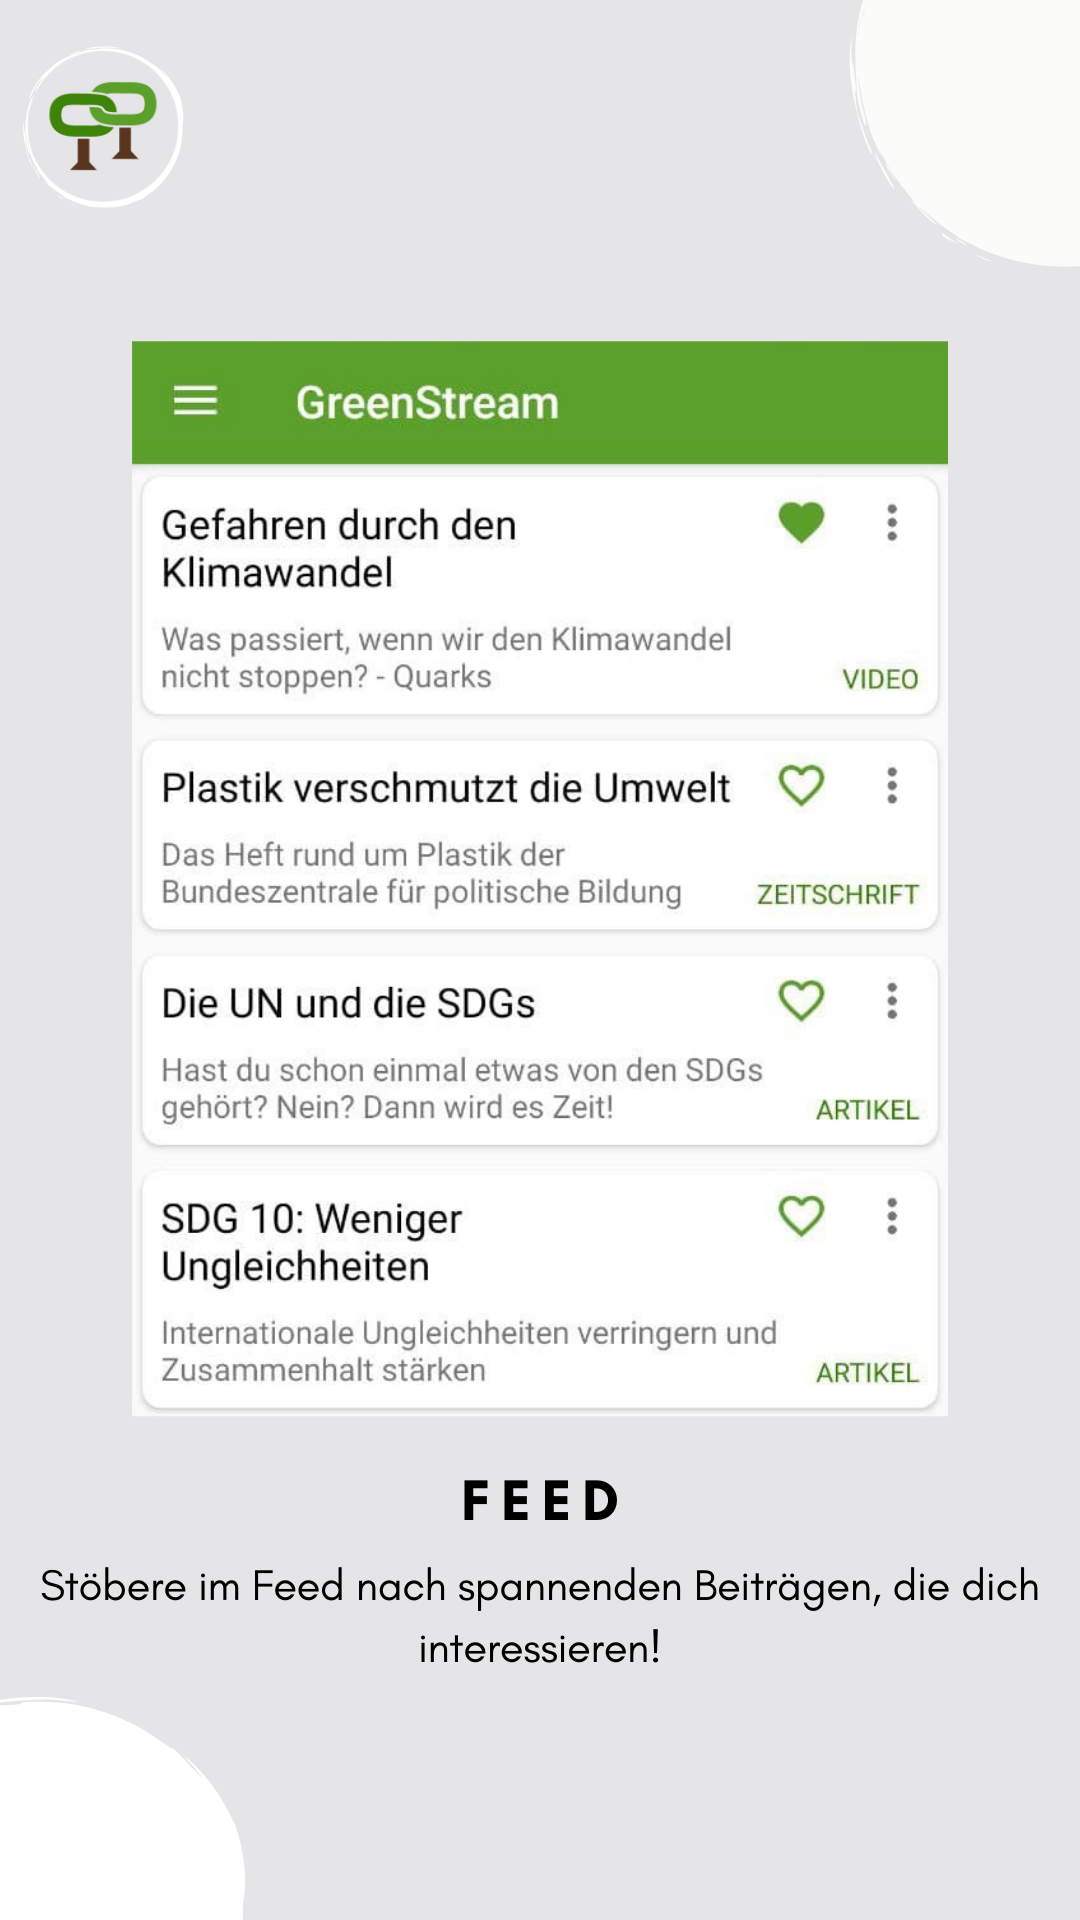 GreenStream
Gefahren durch den
Klimawandel
Was passiert, wenn wir den Klimawandel
nicht stoppen? - Quarks
VIDEO
Plastik verschmutzt die Umwelt
Das Heft rund um Plastik der
Bundeszentrale für politische Bildung
ZEITSCHRIFT
Die UN und die SDGs
Hast du schon einmal etwas von den SDGs
gehört? Nein? Dann wird es Zeit!
ARTIKEL
SDG 10: Weniger
Ungleichheiten
Internationale Ungleichheiten verringern und
Zusammenhalt stärken
ARTIKEL
FEED
Stöbere im Feed nach spannenden Beiträgen, die dich
interessieren!